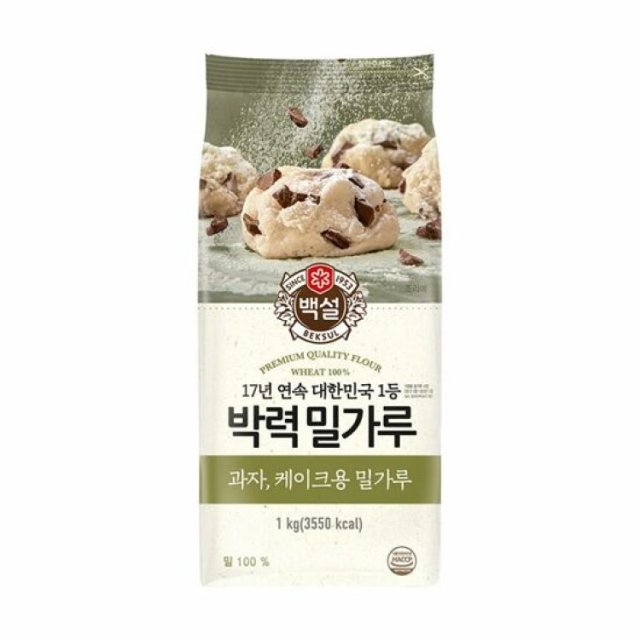 SINCE 1953
백설
BEKSUL
PREMIUM QUALITY FLOUR
WHEAT 100%
17년 연속 대한민국 1등
박력 밀가루
과자, 케이크용 밀가루
1 kg(3550 kcal)
밀 100 %
HACCP